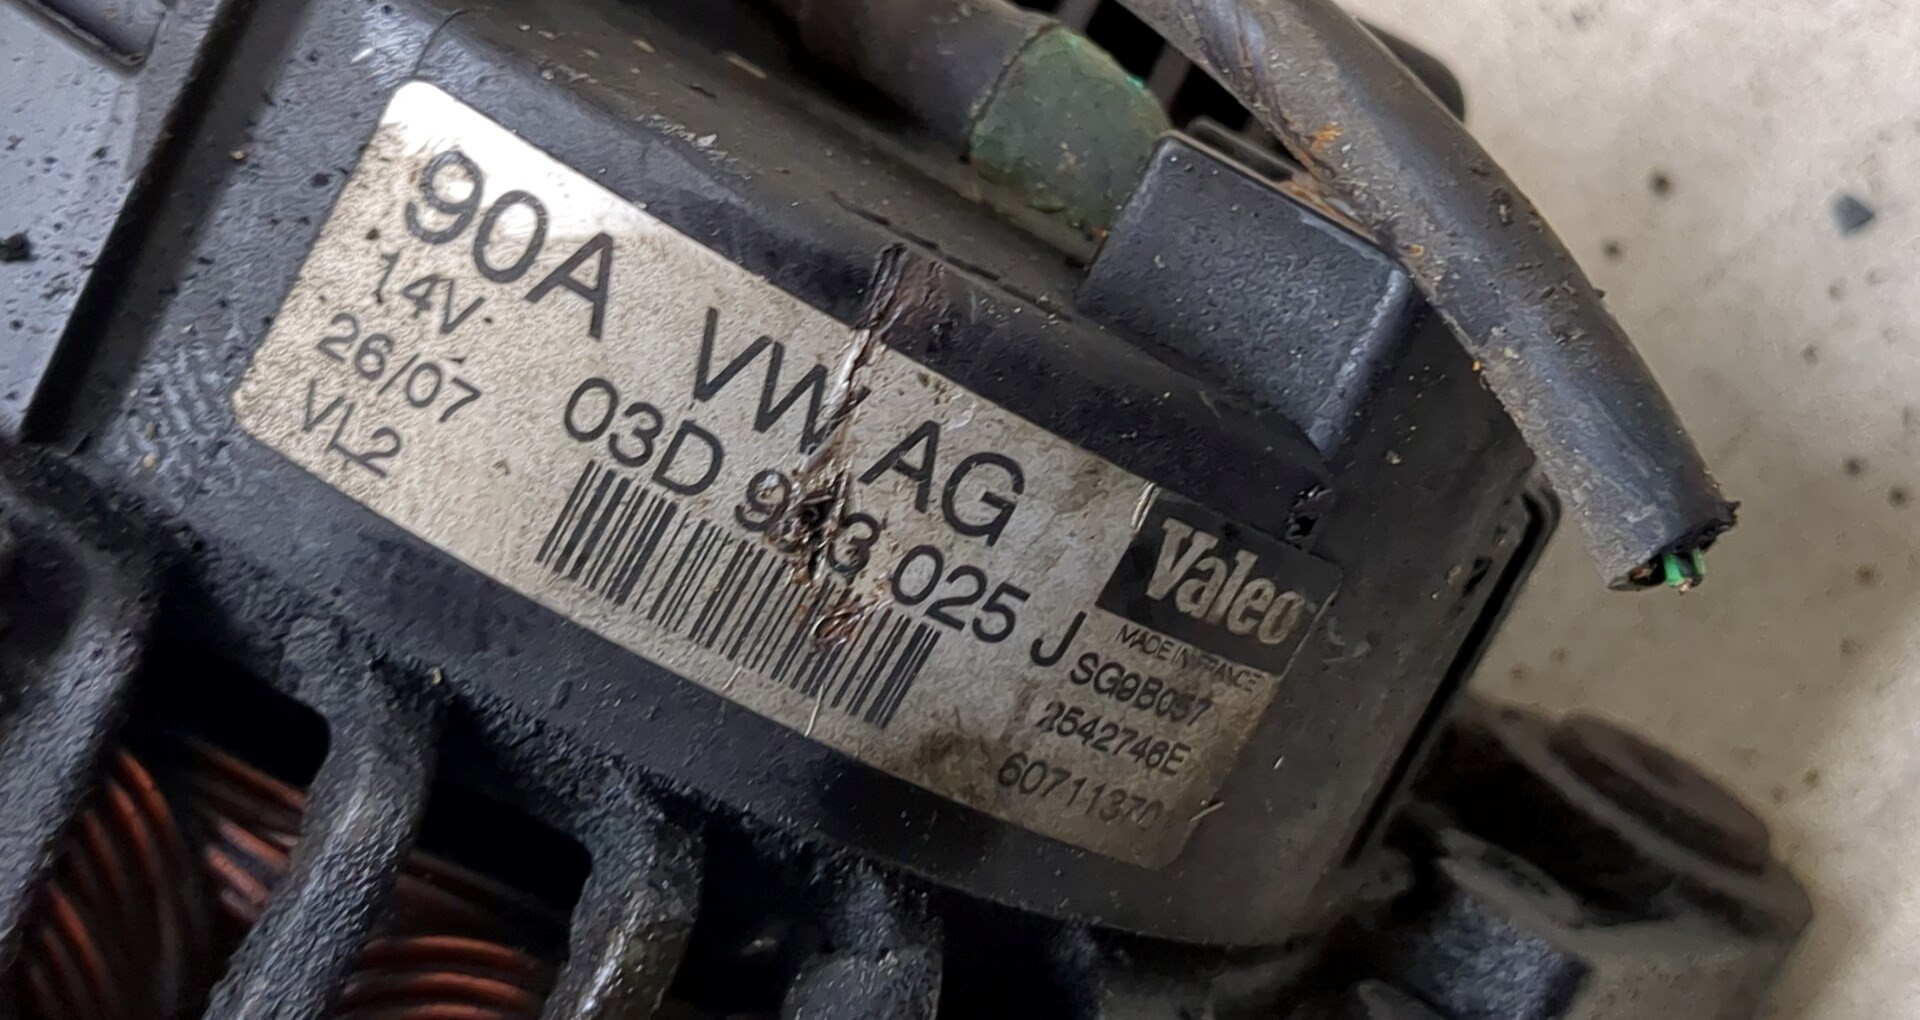 90A VW AG
14V
26/07
VL2
03D 025 J
Valeo
MADE IN FRANCE
SG9B057
2542746E
60711370